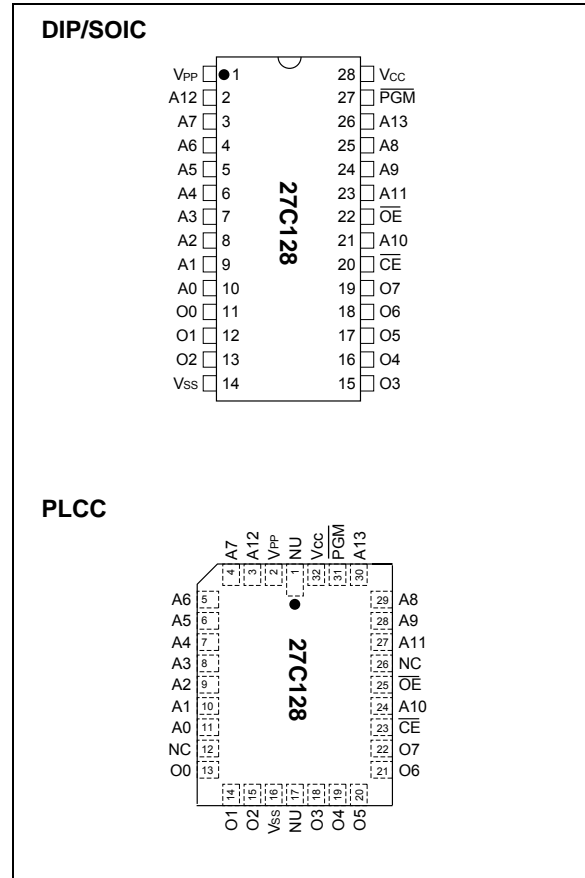 DIP/SOIC
VPP 1 28 VCC
A12 2 27 PGM
A7 3 26 A13
A6 4 25 A8
A5 5 24 A9
A4 6 23 A11
A3 7 22 OE
A2 8 21 A10
A1 9 20 CE
A0 10 19 O7
O0 11 18 O6
O1 12 17 O5
O2 13 16 O4
VSS 14 15 O3
27C128
PLCC
A7 A12 VPP NU VCC PGM A13
4 3 2 1 32 31 30
A6 5 29 A8
A5 6 28 A9
A4 7 27 A11
A3 8 26 NC
A2 9 25 OE
A1 10 24 A10
A0 11 23 CE
NC 12 22 O7
O0 13 21 O6
27C128
14 15 16 17 18 19 20
O1 O2 VSS NU O3 O4 O5